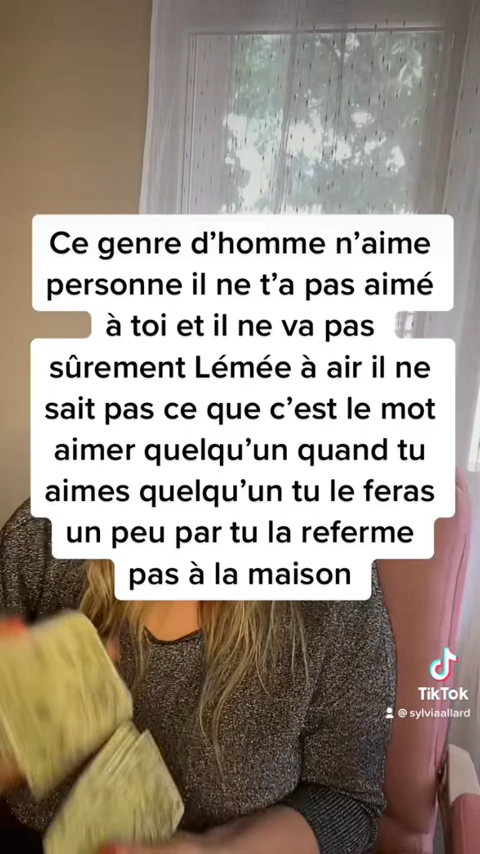 Ce genre d’homme n’aime
personne il ne t’a pas aimé
à toi et il ne va pas
sûrement Lémée à air il ne
sait pas ce que c’est le mot
aimer quelqu’un quand tu
aimes quelqu’un tu le feras
un peu par tu la referme
pas à la maison
TikTok
@ sylviaallard